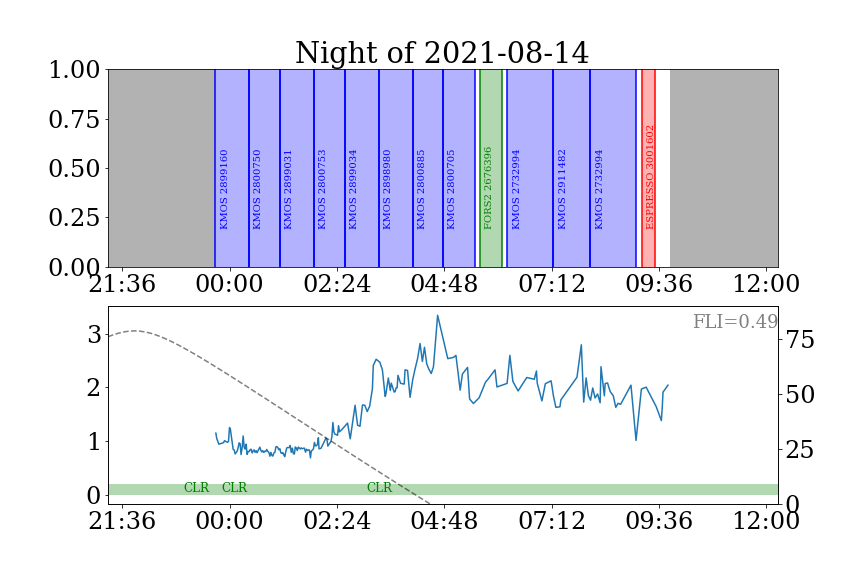 Night of 2021-08-14
1.00
0.75
0.50
0.25
0.00
KMOS 2899160
KMOS 2800750
KMOS 2899031
KMOS 2800753
KMOS 2899034
KMOS 2898980
KMOS 2800885
KMOS 2800705
FORS2 2676396
KMOS 2732994
KMOS 2911482
KMOS 2732994
ESPRESSO 3001602
21:36 00:00 02:24 04:48 07:12 09:36 12:00
FLI=0.49
3
2
1
0
75
50
25
0
CLR CLR CLR
21:36 00:00 02:24 04:48 07:12 09:36 12:00